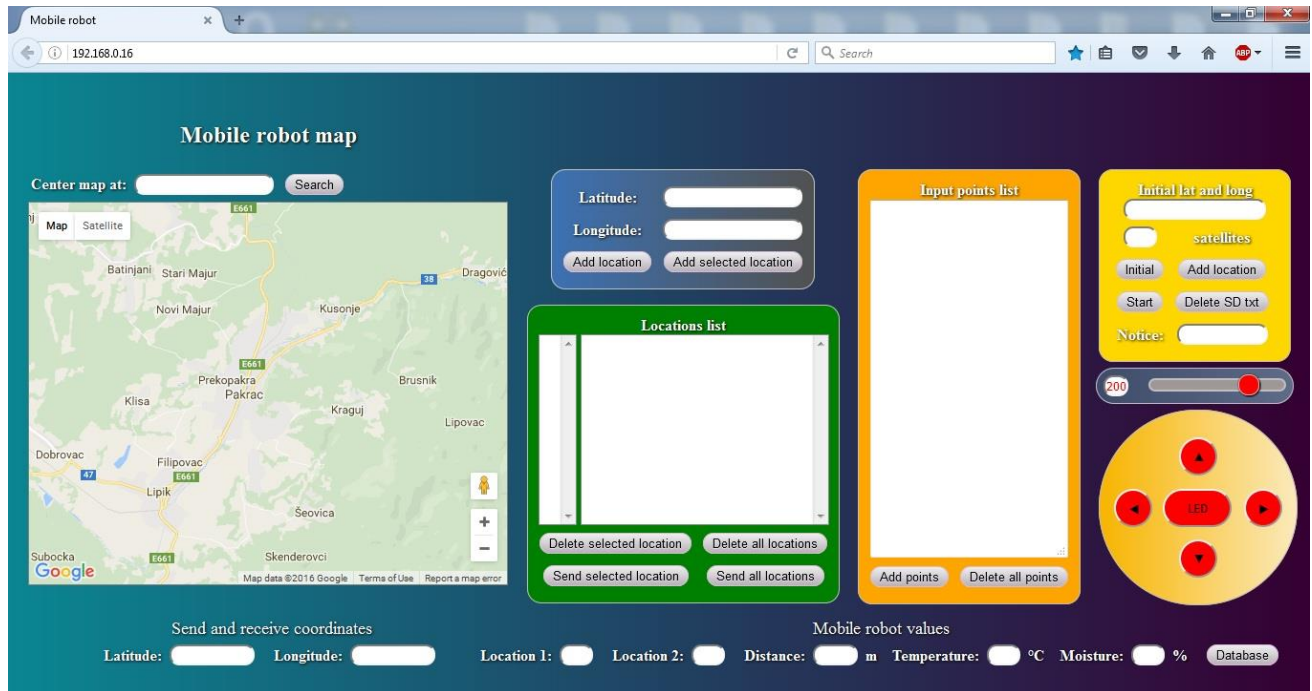 Mobile robot
192.168.0.16
Search
ABP
Mobile robot map
Center map at:
Search
Map
Satellite
E661
Batinjani
Stari Majur
38
Dragović
Novi Majur
Kusonje
E661
Prekopakra
Pakrac
Brusnik
Klisa
Kraguj
Lipovac
Dobrovac
47
Filipovac
E661
Lipik
Šeovica
Subocka
E661
Skenderovci
Google
Map data ©2016 Google
Terms of Use
Report a map error
Latitude:
Longitude:
Add location
Add selected location
Locations list
Delete selected location
Delete all locations
Send selected location
Send all locations
Input points list
Add points
Delete all points
Initial lat and long
satellites
Initial
Add location
Start
Delete SD txt
Notice:
200
LED
Send and receive coordinates
Latitude:
Longitude:
Mobile robot values
Location 1:
Location 2:
Distance:
m
Temperature:
°C
Moisture:
%
Database